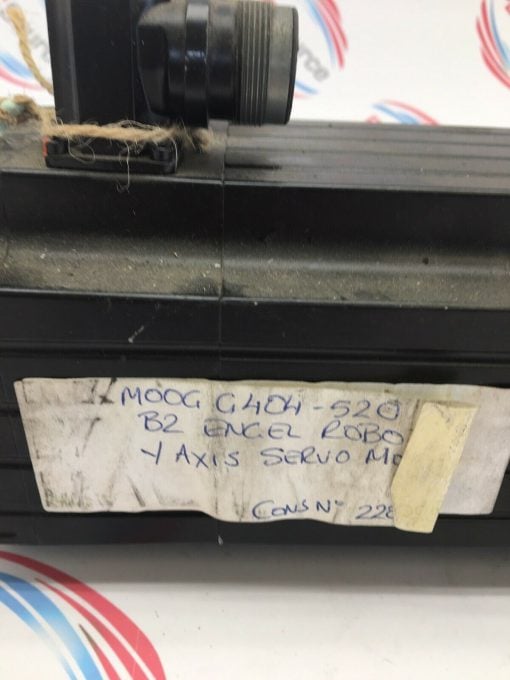 MOOG G404-520
B2 ENGEL ROBO
Y AXIS SERVO MO
CONS Nº 228